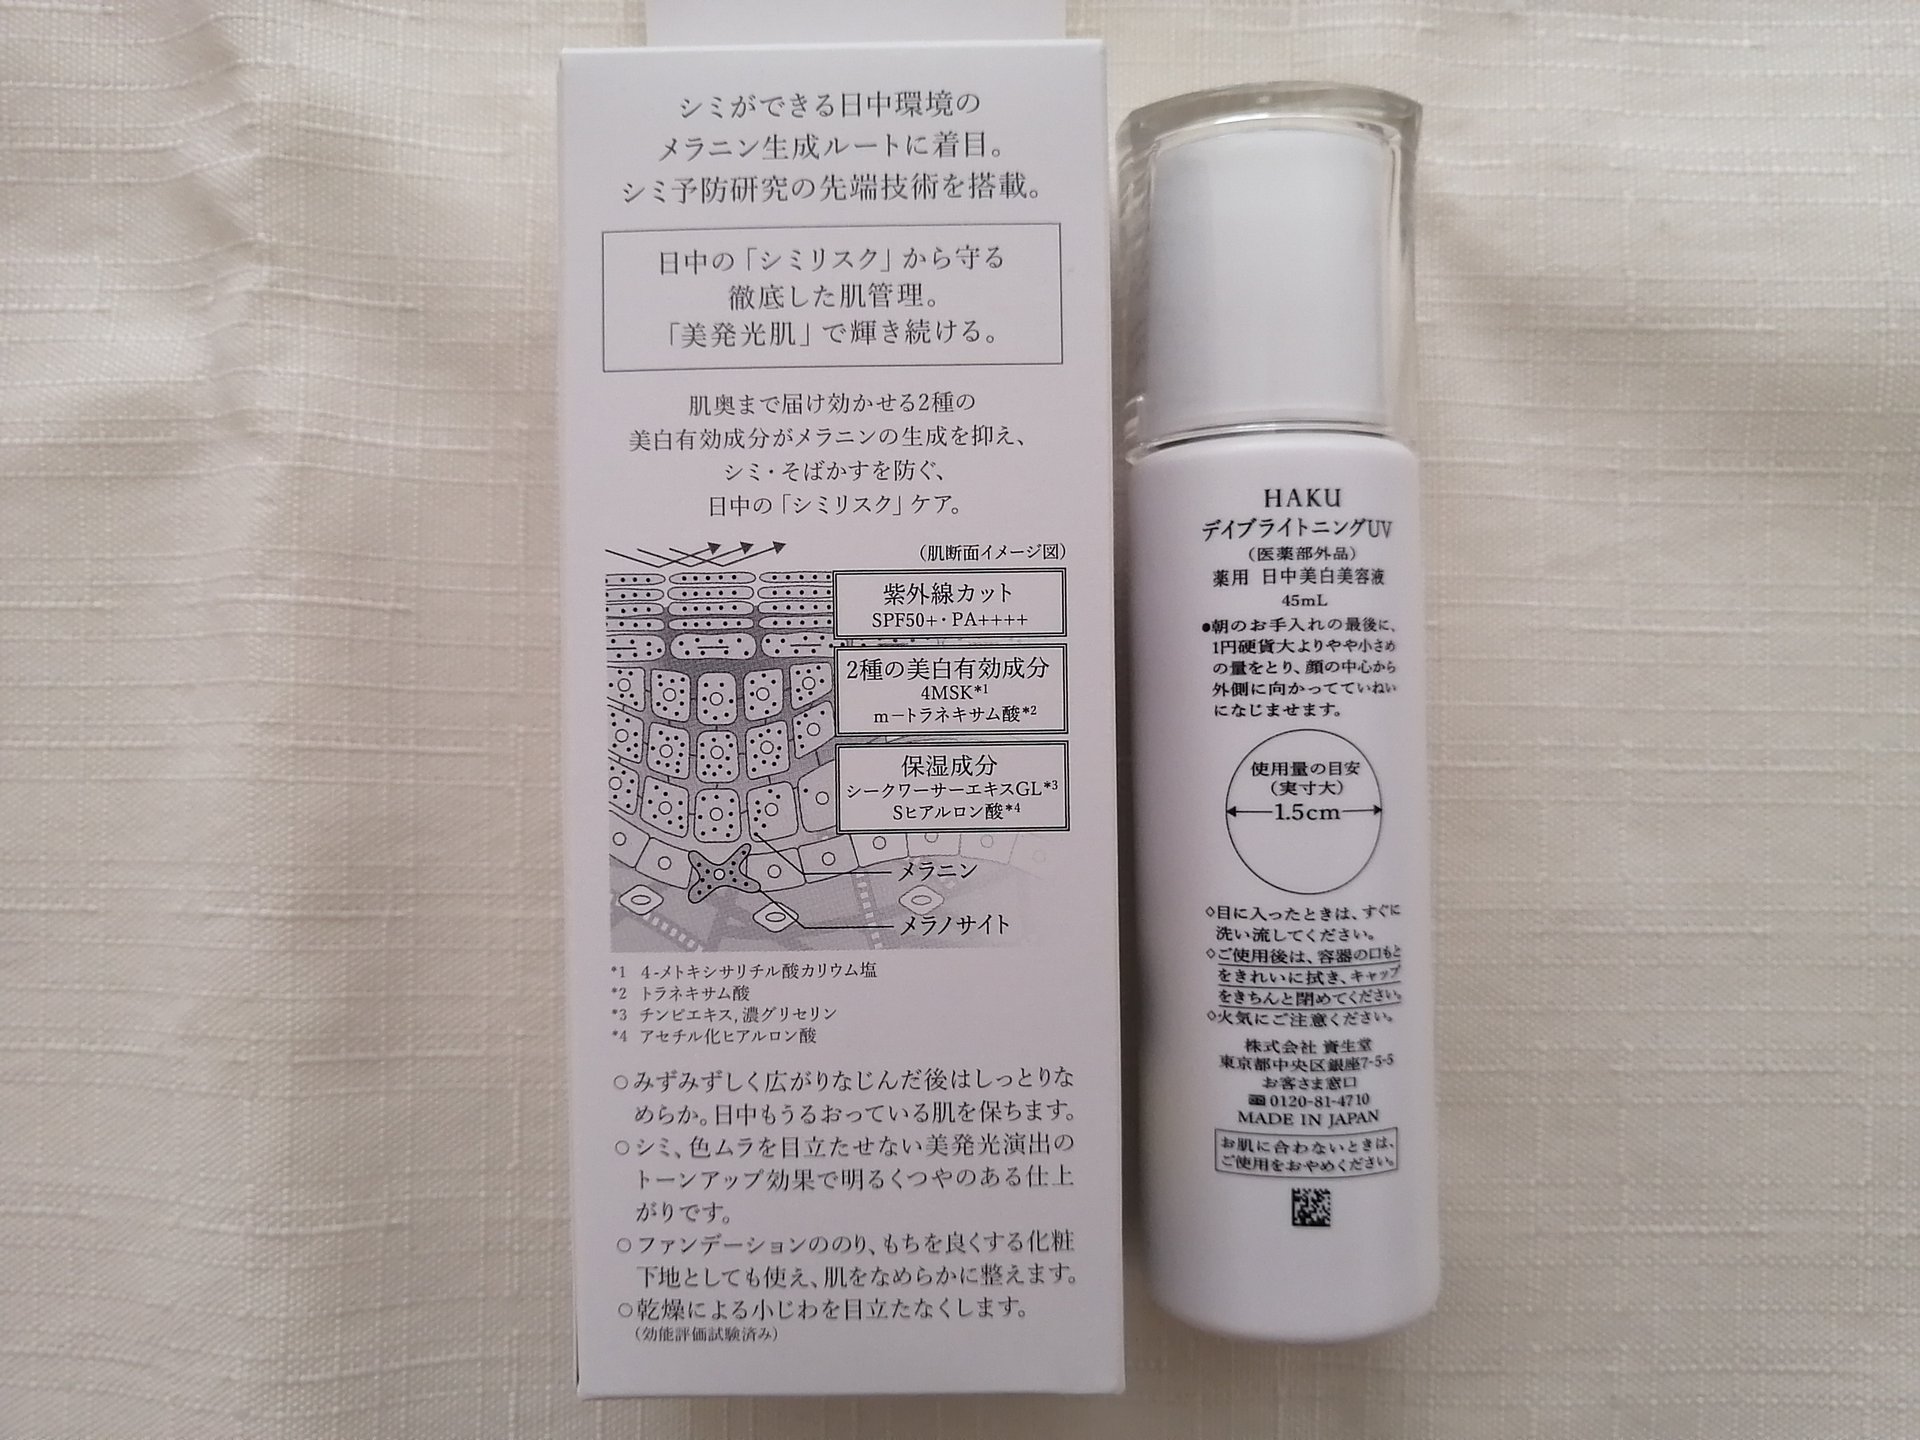 シミができる日中環境の
メラニン生成ルートに着目。
シミ予防研究の先端技術を搭載。
日中の「シミリスク」から守る
徹底した肌管理。
「美発光肌」で輝き続ける。
肌奥まで届け効かせる2種の
美白有効成分がメラニンの生成を抑え、
シミ・そばかすを防ぐ、
日中の「シミリスク」ケア。
(肌断面イメージ図)
紫外線カット
SPF50+・PA++++
2種の美白有効成分
4MSK*1
m－トラネキサム酸*2
保湿成分
シークワーサーエキスGL*3
Sヒアルロン酸*4
メラニン
メラノサイト
*1 4-メトキシサリチル酸カリウム塩
*2 トラネキサム酸
*3 チンピエキス,濃グリセリン
*4 アセチル化ヒアルロン酸
○みずみずしく広がりなじんだ後はしっとりな
めらか。日中もうるおっている肌を保ちます。
○シミ、色ムラを目立たせない美発光演出の
トーンアップ効果で明るくつやのある仕上
がりです。
○ファンデーションののり、もちを良くする化粧
下地としても使え、肌をなめらかに整えます。
○乾燥による小じわを目立たなくします。
(効能評価試験済み)
HAKU
デイブライトニングUV
(医薬部外品)
薬用 日中美白美容液
45mL
●朝のお手入れの最後に、
1円硬貨大よりやや小さめ
の量をとり、顔の中心から
外側に向かってていねい
になじませます。
使用量の目安
(実寸大)
1.5cm
◇目に入ったときは、すぐに
洗い流してください。
◇ご使用後は、容器の口もと
をきれいに拭き、キャップ
をきちんと閉めてください。
◇火気にご注意ください。
株式会社 資生堂
東京都中央区銀座7-5-5
お客さま窓口
0120-81-4710
MADE IN JAPAN
お肌に合わないときは、
ご使用をおやめください。